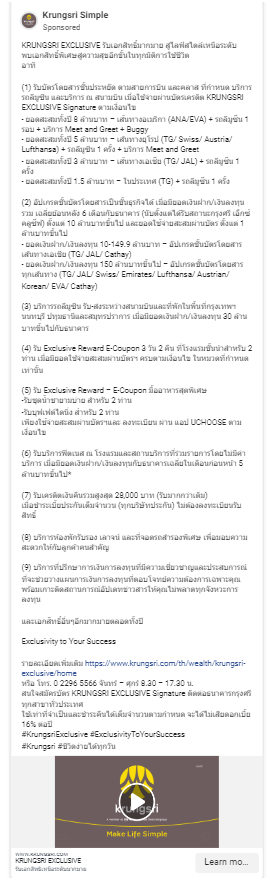 Krungsri Simple
Sponsored
KRUNGSRI EXCLUSIVE รับเอกสิทธิ์มากมาย สู่ไลฟ์สไตล์เหนือระดับ
พบเอกสิทธิ์พิเศษสู่ความสุขอีกขั้นในทุกมิติการใช้ชีวิต
อาทิ
(1) รับบัตรโดยสารชั้นประหยัด ตามสายการบิน และคลาส ที่กำหนด บริการ
รถลีมูซีน และบริการ ณ สนามบิน เมื่อใช้จ่ายผ่านบัตรเครดิต KRUNGSRI
EXCLUSIVE Signature ตามเงื่อนไข
- ยอดสะสมทั้งปี 8 ล้านบาท – เส้นทางอเมริกา (ANA/EVA) + รถลีมูซีน 1
รอบ + บริการ Meet and Greet + Buggy
- ยอดสะสมทั้งปี 5 ล้านบาท – เส้นทางยุโรป (TG/ Swiss/ Austria/
Lufthansa) + รถลีมูซีน 1 ครั้ง + บริการ Meet and Greet
- ยอดสะสมทั้งปี 3 ล้านบาท – เส้นทางเอเชีย (TG/ JAL) + รถลีมูซีน 1
ครั้ง
- ยอดสะสมทั้งปี 1.5 ล้านบาท – ในประเทศ (TG) + รถลีมูซีน 1 ครั้ง
(2) อัปเกรดชั้นบัตรโดยสารเป็นชั้นธุรกิจได้ เมื่อมียอดเงินฝาก/เงินลงทุน
รวม เฉลี่ยย้อนหลัง 6 เดือนกับธนาคาร (นับตั้งแต่ได้รับสถานะกรุงศรี เอ็กซ์
คลูซีฟ) ตั้งแต่ 10 ล้านบาทขึ้นไป และยอดใช้จ่ายสะสมผ่านบัตร ตั้งแต่ 1
ล้านบาทขึ้นไป
- ยอดเงินฝาก/เงินลงทุน 10-149.9 ล้านบาท – อัปเกรดชั้นบัตรโดยสาร
เส้นทางเอเชีย (TG/ JAL/ Cathay)
- ยอดเงินฝาก/เงินลงทุน 150 ล้านบาทขึ้นไป – อัปเกรดชั้นบัตรโดยสาร
ทุกเส้นทาง (TG/ JAL/ Swiss/ Emirates/ Lufthansa/ Austrian/
Korean/ EVA/ Cathay)
(3) บริการรถลีมูซีน รับ-ส่งระหว่างสนามบินและที่พักในพื้นที่กรุงเทพฯ
นนทบุรี ปทุมธานีและสมุทรปราการ เมื่อมียอดเงินฝาก/เงินลงทุน 30 ล้าน
บาทขึ้นไปกับธนาคาร
(4) รับ Exclusive Reward E-Coupon 3 วัน 2 คืน ที่โรงแรมชั้นนำสำหรับ 2
ท่าน เมื่อมียอดใช้จ่ายสะสมผ่านบัตรฯ ครบตามเงื่อนไข ในหมวดที่กำหนด
เท่านั้น
(5) รับ Exclusive Reward – E-Coupon มื้ออาหารสุดพิเศษ
-รับชุดน้ำชายามบ่าย สำหรับ 2 ท่าน
-รับบุฟเฟต์ไดนิ่ง สำหรับ 2 ท่าน
เพียงใช้จ่ายสะสมผ่านบัตรฯและ ลงทะเบียน ผ่าน แอป UCHOOSE ตาม
เงื่อนไข
(6) รับบริการฟิตเนส ณ โรงแรมและสถานบริการที่ร่วมรายการโดยไม่มีค่า
บริการ เมื่อมียอดเงินฝาก/เงินลงทุนกับธนาคารเฉลี่ยในเดือนก่อนหน้า 5
ล้านบาทขึ้นไป*
(7) รับเครดิตเงินคืนรวมสูงสุด 28,000 บาท (รับมากกว่าเดิม)
เมื่อชำระเบี้ยประกันเต็มจำนวน (ทุกบริษัทประกัน) ไม่ต้องลงทะเบียนรับ
สิทธิ์
(8) บริการห้องพักรับรอง เลาจน์ และที่จอดรถสำรองพิเศษ เพื่อมอบความ
สะดวกให้กับลูกค้าคนสำคัญ
(9) บริการที่ปรึกษาการเงินการลงทุนที่มีความเชี่ยวชาญและประสบการณ์
ที่จะช่วยวางแผนการเงินการลงทุนที่ตอบโจทย์ความต้องการเฉพาะคุณ
พร้อมเกาะติดสถานการณ์อัปเดทข่าวสารให้คุณไม่พลาดทุกจังหวะการ
ลงทุน
และเอกสิทธิ์อื่นๆอีกมากมายตลอดทั้งปี
Exclusivity to Your Success
รายละเอียดเพิ่มเติม https://www.krungsri.com/th/wealth/krungsri-
exclusive/home
หรือ โทร. 0 2296 5566 จันทร์ – ศุกร์ 8.30 – 17.30 น.
สนใจสมัครบัตร KRUNGSRI EXCLUSIVE Signature ติดต่อธนาคารกรุงศรี
ทุกสาขาทั่วประเทศ
ใช้เท่าที่จำเป็นและชำระคืนได้เต็มจำนวนตามกำหนด จะได้ไม่เสียดอกเบี้ย
16% ต่อปี
#KrungsriExclusive #ExclusivityToYourSuccess
#Krungsri #ชีวิตง่ายได้ทุกวัน
krungsri
Make Life Simple
WWW.KRUNGSRI.COM
KRUNGSRI EXCLUSIVE
รับเอกสิทธิ์เหนือระดับมากมาย
Learn mo...